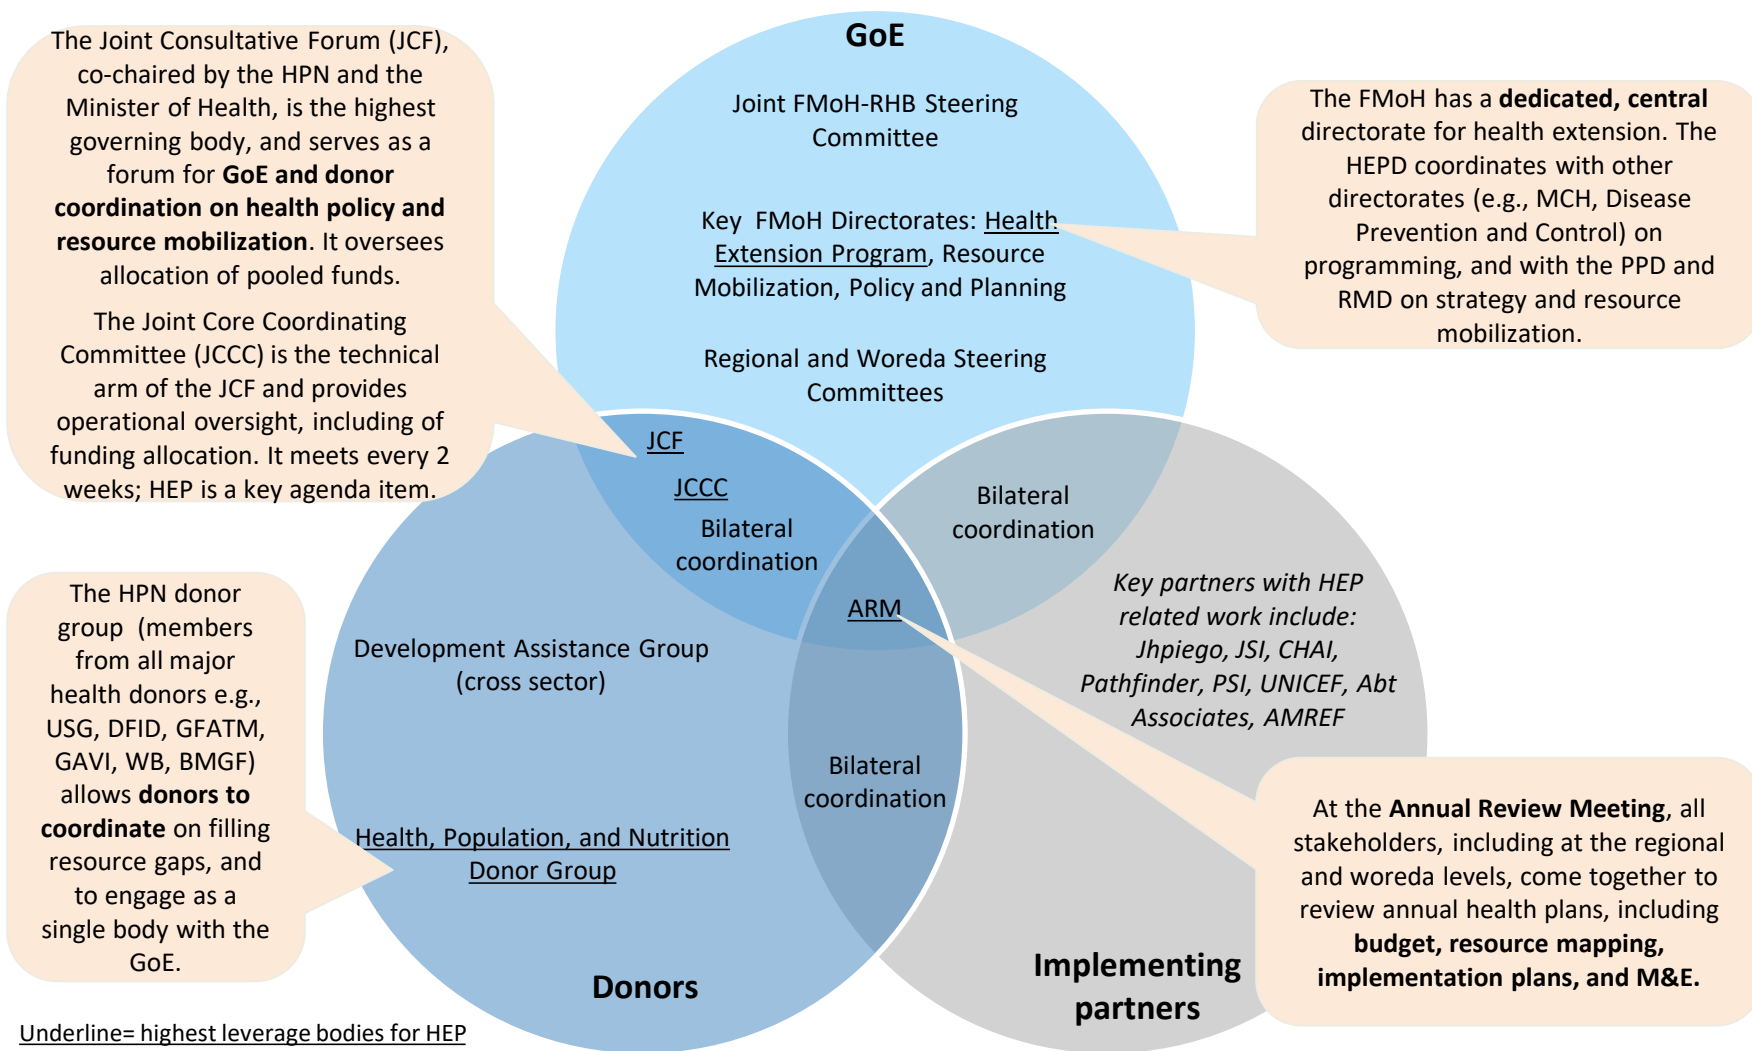 The Joint Consultative Forum (JCF),
co-chaired by the HPN and the
Minister of Health, is the highest
governing body, and serves as a
forum for GoE and donor
coordination on health policy and
resource mobilization. It oversees
allocation of pooled funds.
The Joint Core Coordinating
Committee (JCCC) is the technical
arm of the JCF and provides
operational oversight, including of
funding allocation. It meets every 2
weeks; HEP is a key agenda item.
GoE
Joint FMoH-RHB Steering
Committee
Key FMoH Directorates: Health
Extension Program, Resource
Mobilization, Policy and Planning
Regional and Woreda Steering
Committees
The FMoH has a dedicated, central
directorate for health extension. The
HEPD coordinates with other
directorates (e.g., MCH, Disease
Prevention and Control) on
programming, and with the PPD and
RMD on strategy and resource
mobilization.
JCF
JCCC
Bilateral
coordination
Bilateral
coordination
ARM
Key partners with HEP
related work include:
Jhpiego, JSI, CHAI,
Pathfinder, PSI, UNICEF, Abt
Associates, AMREF
The HPN donor
group (members
from all major
health donors e.g.,
USG, DFID, GFATM,
GAVI, WB, BMGF)
allows donors to
coordinate on filling
resource gaps, and
to engage as a
single body with the
GoE.
Development Assistance Group
(cross sector)
Health, Population, and Nutrition
Donor Group
Bilateral
coordination
At the Annual Review Meeting, all
stakeholders, including at the regional
and woreda levels, come together to
review annual health plans, including
budget, resource mapping,
implementation plans, and M&E.
Donors
Implementing
partners
Underline= highest leverage bodies for HEP